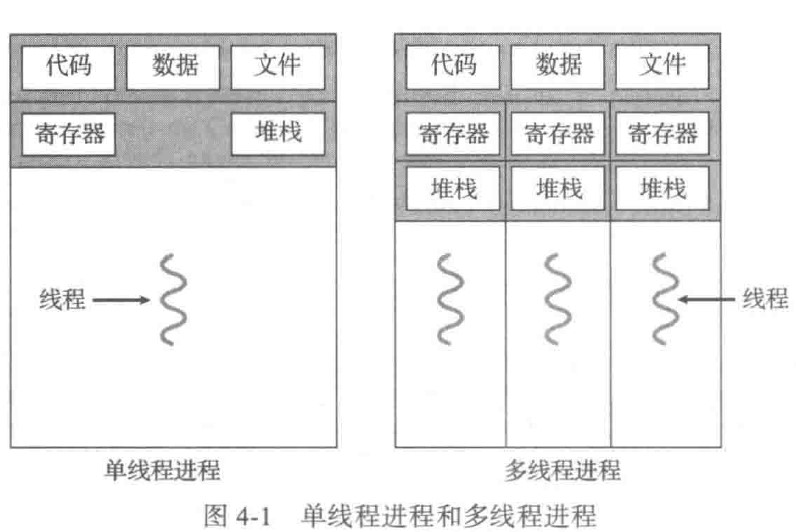 代码 数据 文件 代码 数据 文件
寄存器 堆栈 寄存器 寄存器 寄存器
堆栈 堆栈 堆栈
线程 线程
单线程进程 多线程进程
图 4-1 单线程进程和多线程进程